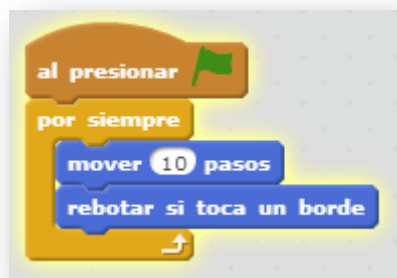 al presionar
por siempre
mover 10 pasos
rebotar si toca un borde